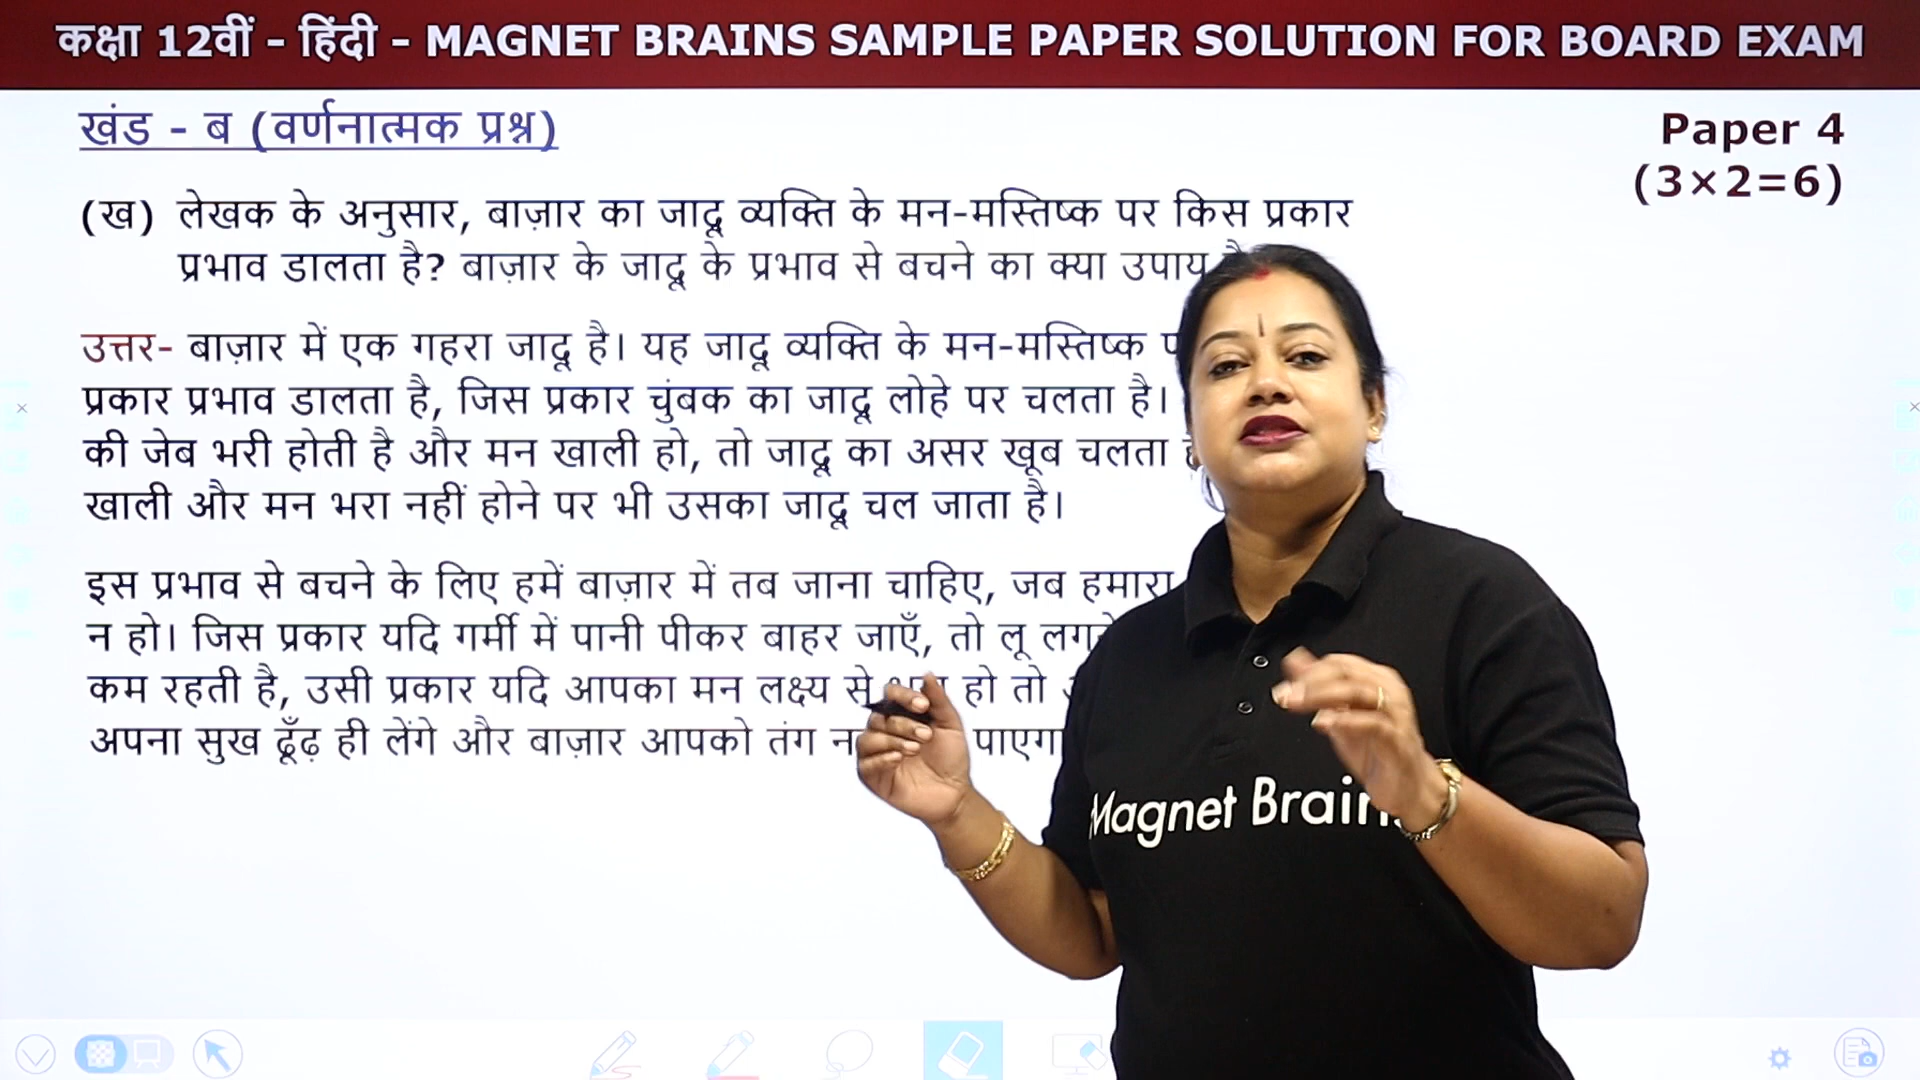 कक्षा 12वीं - हिंदी - MAGNET BRAINS SAMPLE PAPER SOLUTION FOR BOARD EXAM
खंड - ब (वर्णनात्मक प्रश्न)
Paper 4
(3×2=6)
(ख) लेखक के अनुसार, बाज़ार का जादू व्यक्ति के मन-मस्तिष्क पर किस प्रकार
प्रभाव डालता है? बाज़ार के जादू के प्रभाव से बचने का क्या उपाय
उत्तर- बाज़ार में एक गहरा जादू है। यह जादू व्यक्ति के मन-मस्तिष्क
प्रकार प्रभाव डालता है, जिस प्रकार चुंबक का जादू लोहे पर चलता है।
की जेब भरी होती है और मन खाली हो, तो जादू का असर खूब चलता
खाली और मन भरा नहीं होने पर भी उसका जादू चल जाता है।
इस प्रभाव से बचने के लिए हमें बाज़ार में तब जाना चाहिए, जब हमारा
न हो। जिस प्रकार यदि गर्मी में पानी पीकर बाहर जाएँ, तो लू
कम रहती है, उसी प्रकार यदि आपका मन लक्ष्य से हो तो
अपना सुख ढूँढ़ ही लेंगे और बाज़ार आपको तंग पाएगा
Magnet Brains